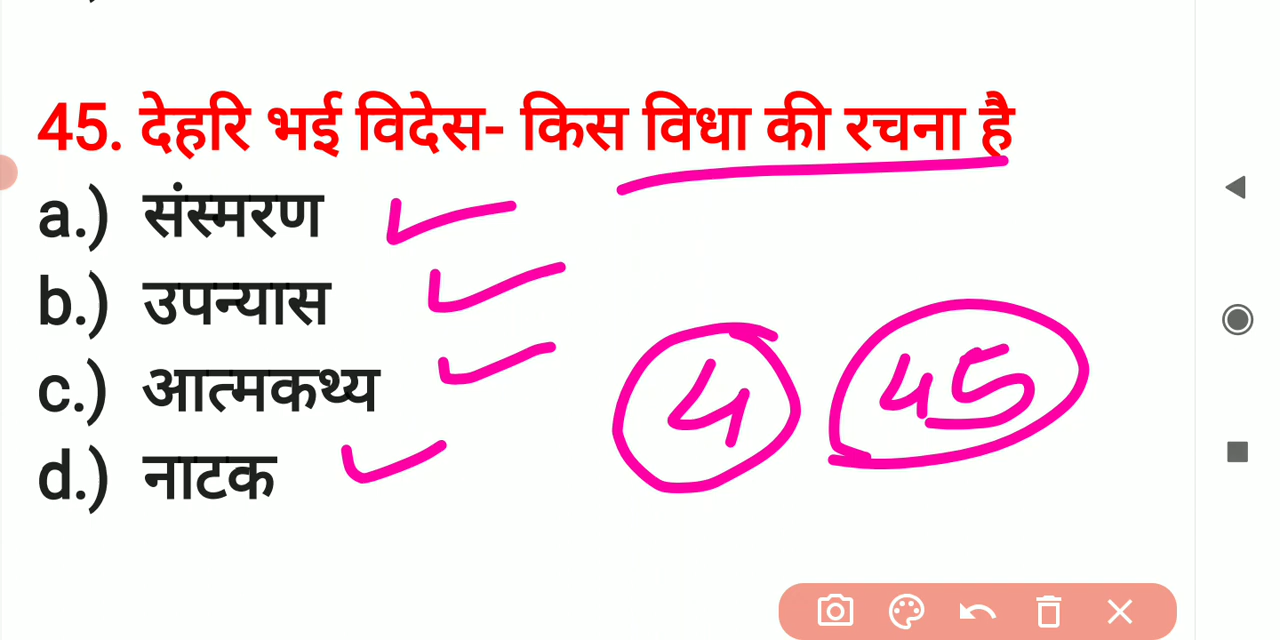 45. देहरि भई विदेस- किस विधा की रचना है
a.) संस्मरण
b.) उपन्यास
c.) आत्मकथ्य
d.) नाटक
4 45